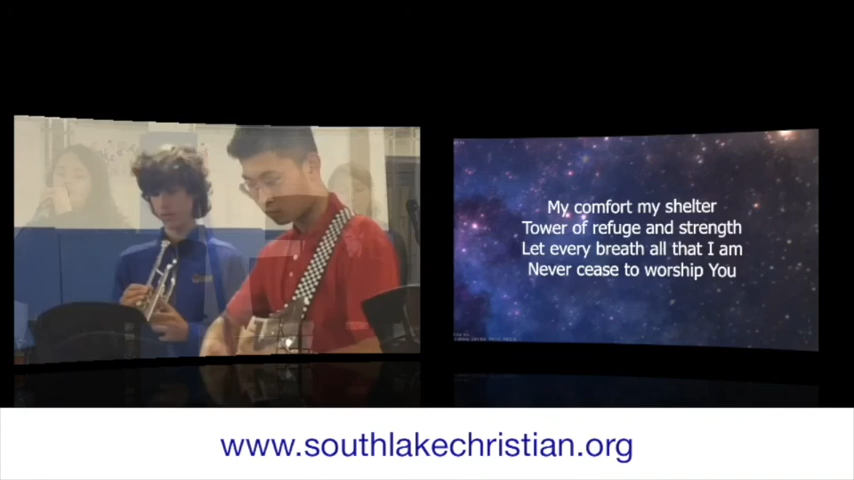 My comfort my shelter
Tower of refuge and strength
Let every breath all that I am
Never cease to worship You
www.southlakechristian.org